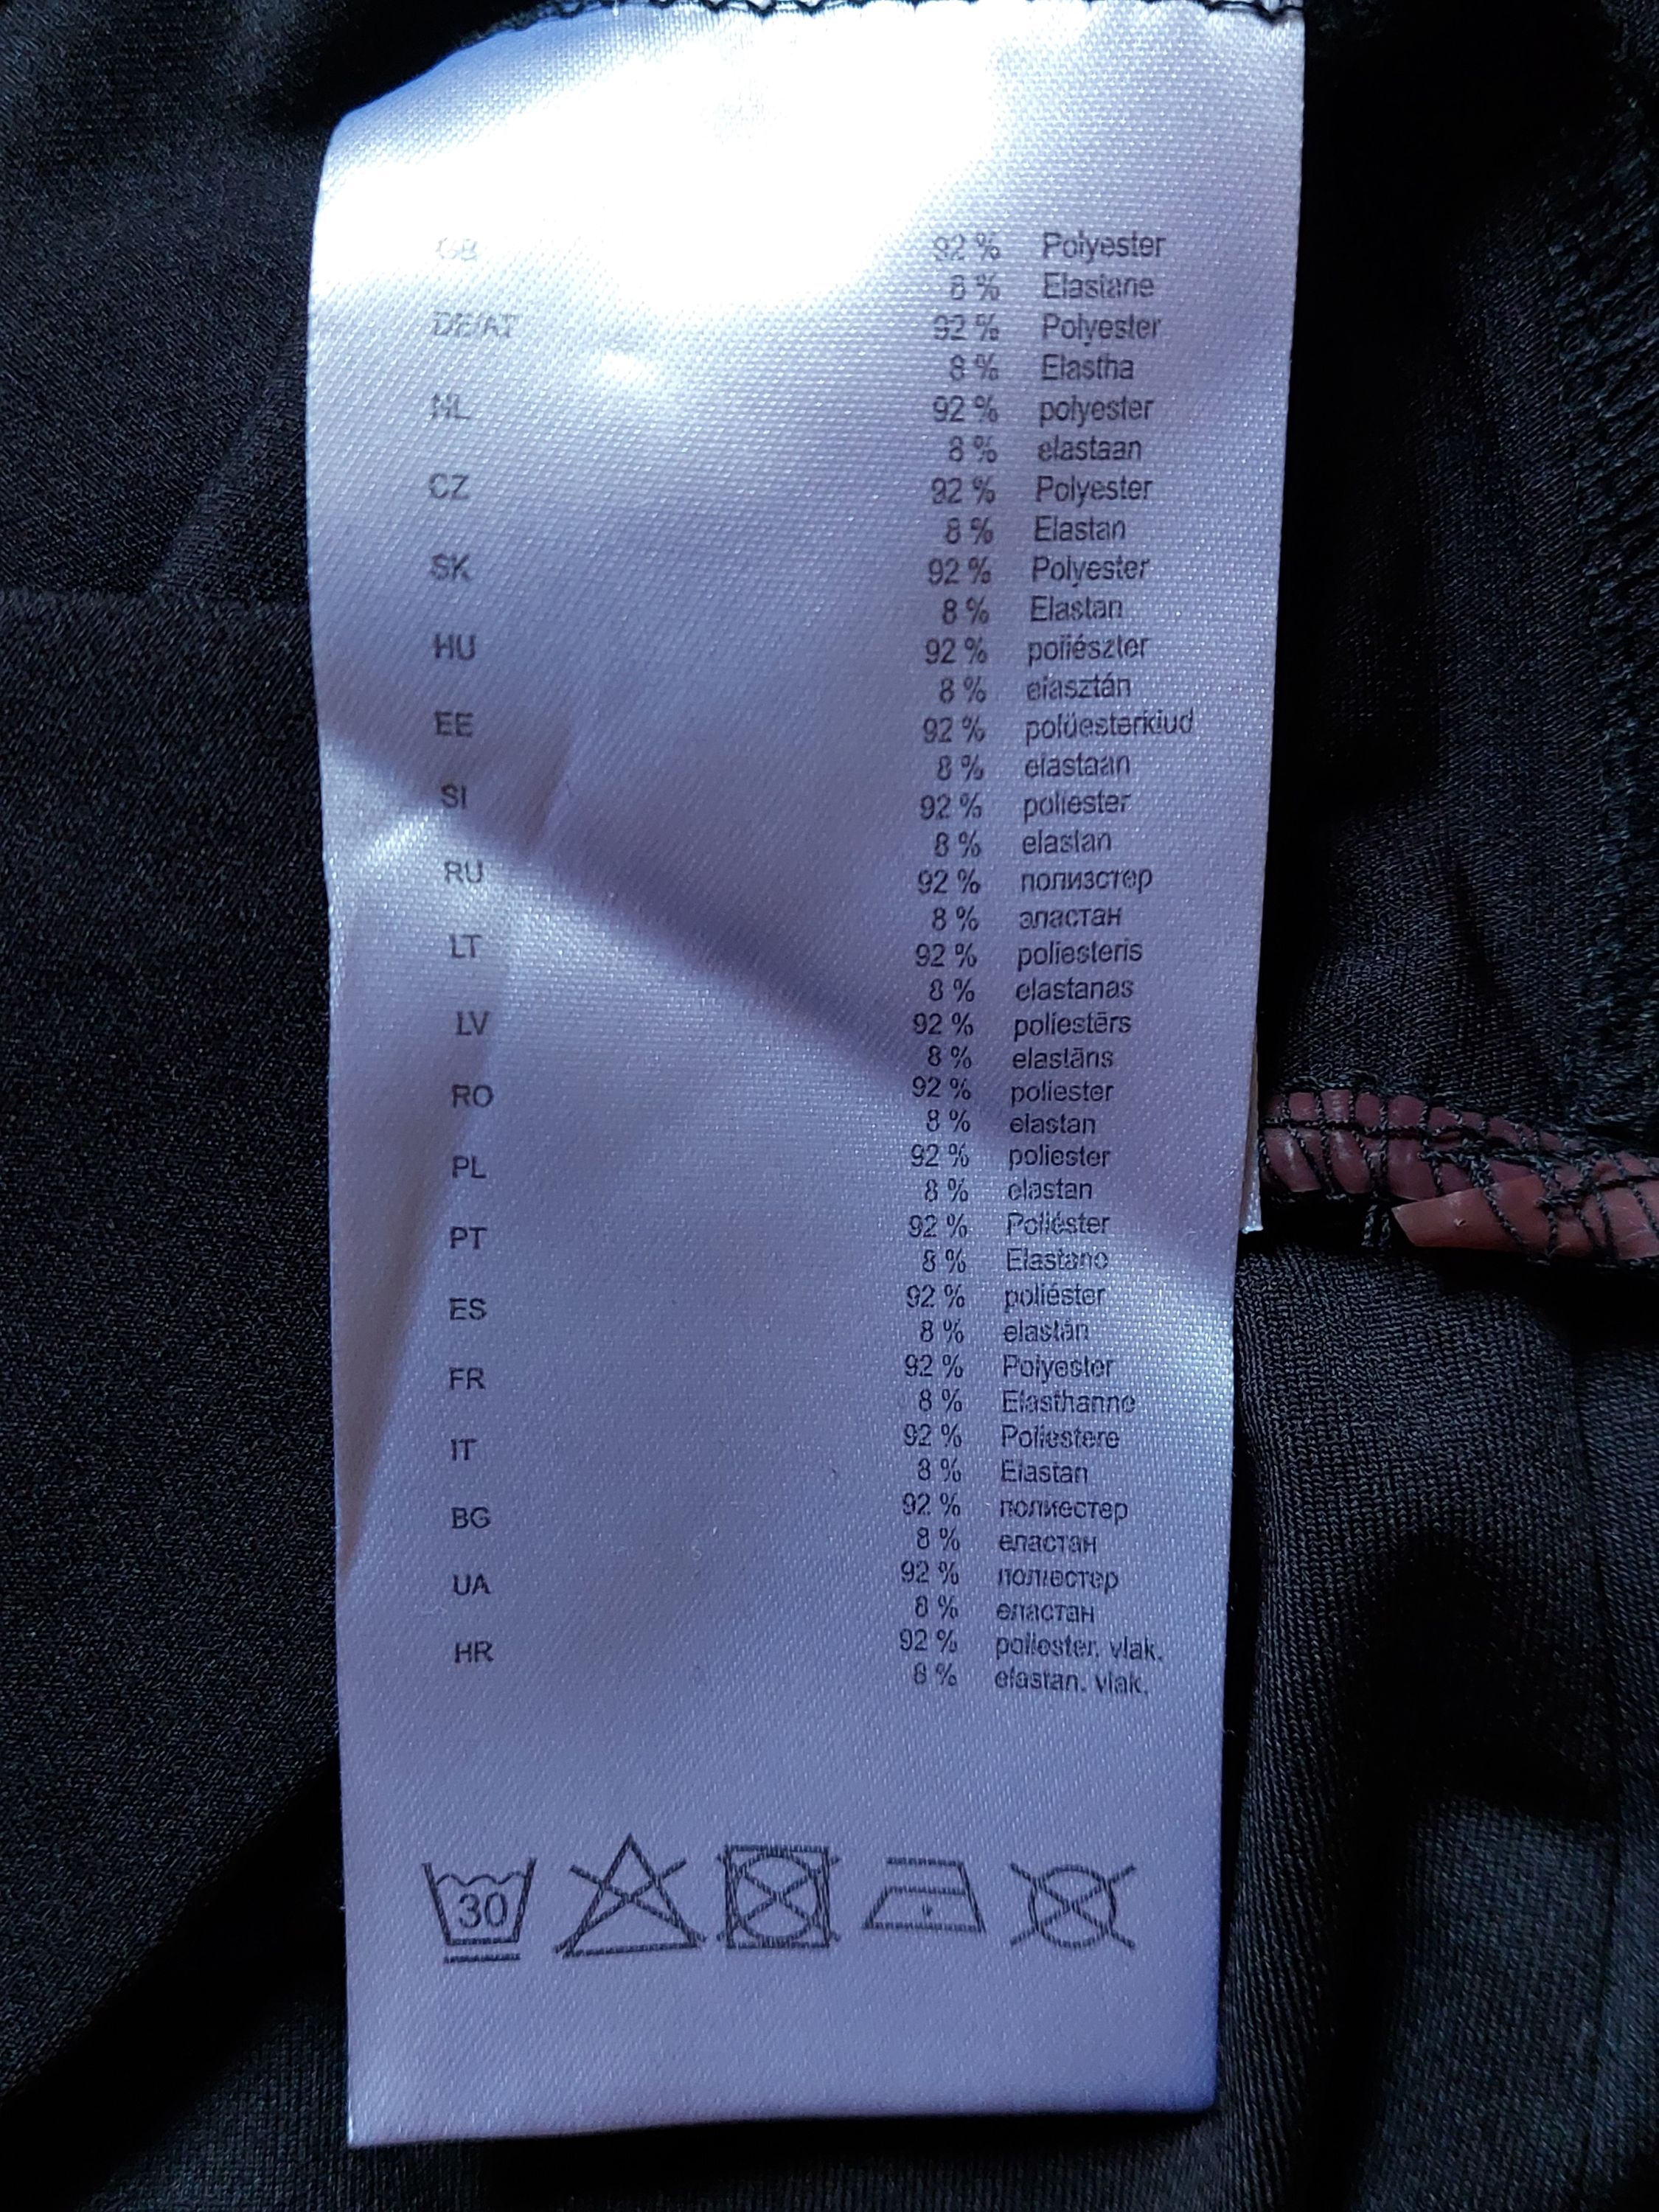 GB 92 % Polyester
8 % Elastane
DE/AT 92 % Polyester
8 % Elastha
NL 92 % polyester
8 % elastaan
CZ 92 % Polyester
8 % Elastan
SK 92 % Polyester
8 % Elastan
HU 92 % poliészter
8 % elasztán
EE 92 % polüesterkiud
8 % elastaan
SI 92 % poliester
8 % elastan
RU 92 % полиэстер
8 % эластан
LT 92 % poliesteris
8 % elastanas
LV 92 % poliestērs
8 % elastāns
RO 92 % poliester
8 % elastan
PL 92 % poliester
8 % elastan
PT 92 % Poliéster
8 % Elastano
ES 92 % poliéster
8 % elastán
FR 92 % Polyester
8 % Elasthanne
IT 92 % Poliestere
8 % Elastan
BG 92 % полиестер
8 % еластан
UA 92 % поліестер
8 % еластан
HR 92 % poliester. vlak.
8 % elastan. vlak.
30